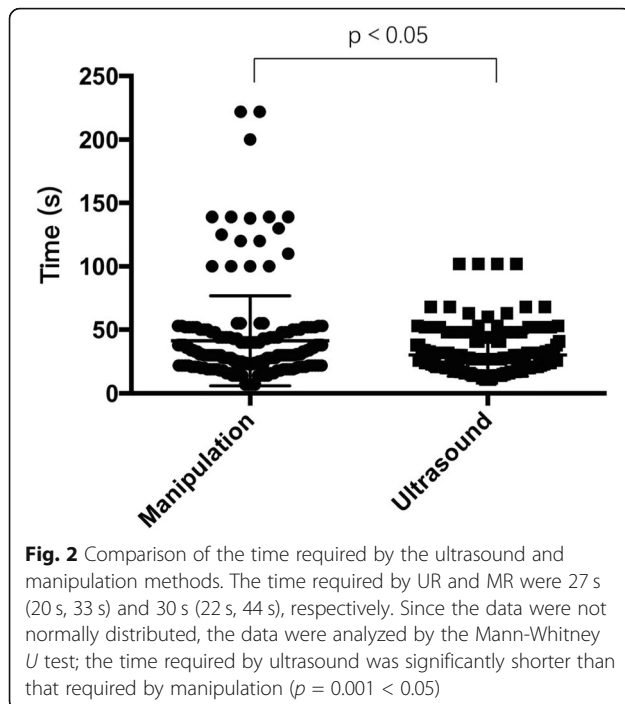 p < 0.05
250
200
150
100
50
0
Time (s)
Manipulation
Ultrasound
Fig. 2 Comparison of the time required by the ultrasound and
manipulation methods. The time required by UR and MR were 27 s
(20 s, 33 s) and 30 s (22 s, 44 s), respectively. Since the data were not
normally distributed, the data were analyzed by the Mann-Whitney
U test; the time required by ultrasound was significantly shorter than
that required by manipulation (p = 0.001 < 0.05)